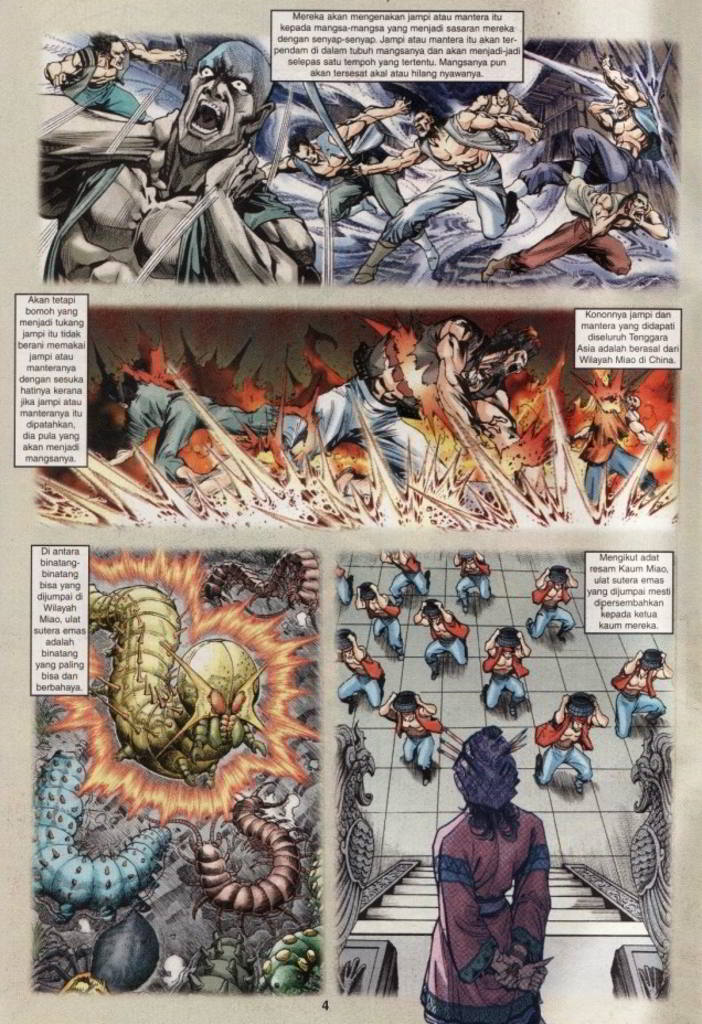 Mereka akan mengenakan jampi atau mantera itu
kepada mangsa-mangsa yang menjadi sasaran mereka
dengan senyap-senyap. Jampi atau mantera itu akan ter-
pendam di dalam tubuh mangsanya dan akan menjadi-jadi
selepas satu tempoh yang tertentu. Mangsanya pun
akan tersesat akal atau hilang nyawanya.
Akan tetapi
bomoh yang
menjadi tukang
jampi itu tidak
berani memakai
jampi atau
manteranya
dengan sesuka
hatinya kerana
jika jampi atau
manteranya itu
dipatahkan,
dia pula yang
akan menjadi
mangsanya.
Kononnya jampi dan
mantera yang didapati
diseluruh Tenggara
Asia adalah berasal dari
Wilayah Miao di China.
Di antara
binatang-
binatang
bisa yang
dijumpai di
Wilayah
Miao, ulat
sutera emas
adalah
binatang
yang paling
bisa dan
berbahaya.
Mengikut adat
resam Kaum Miao,
ulat sutera emas
yang dijumpai mesti
dipersembahkan
kepada ketua
kaum mereka.
4